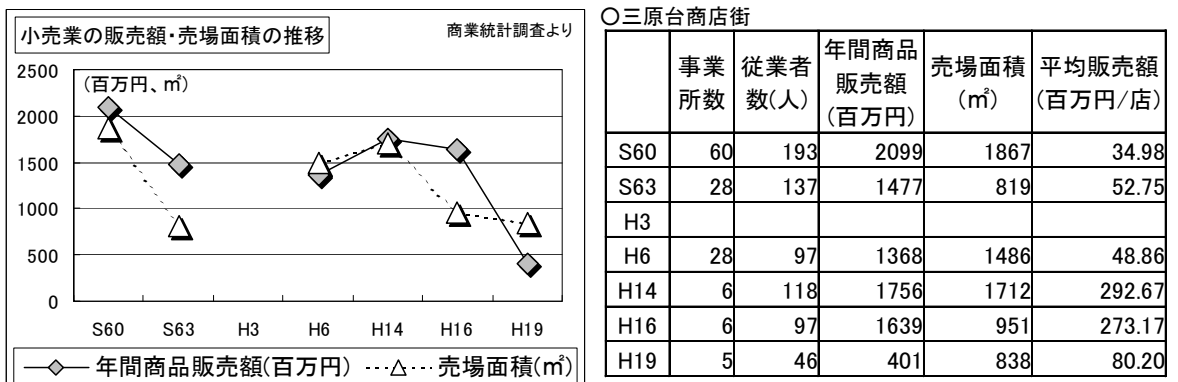 小売業の販売額・売場面積の推移
商業統計調査より
(百万円、㎡)
2500
2000
1500
1000
500
0
S60 S63 H3 H6 H14 H16 H19
年間商品販売額(百万円) 売場面積(㎡)
〇三原台商店街
事業所数 従業者数(人) 年間商品販売額(百万円) 売場面積(㎡) 平均販売額(百万円/店)
S60 60 193 2099 1867 34.98
S63 28 137 1477 819 52.75
H3
H6 28 97 1368 1486 48.86
H14 6 118 1756 1712 292.67
H16 6 97 1639 951 273.17
H19 5 46 401 838 80.20